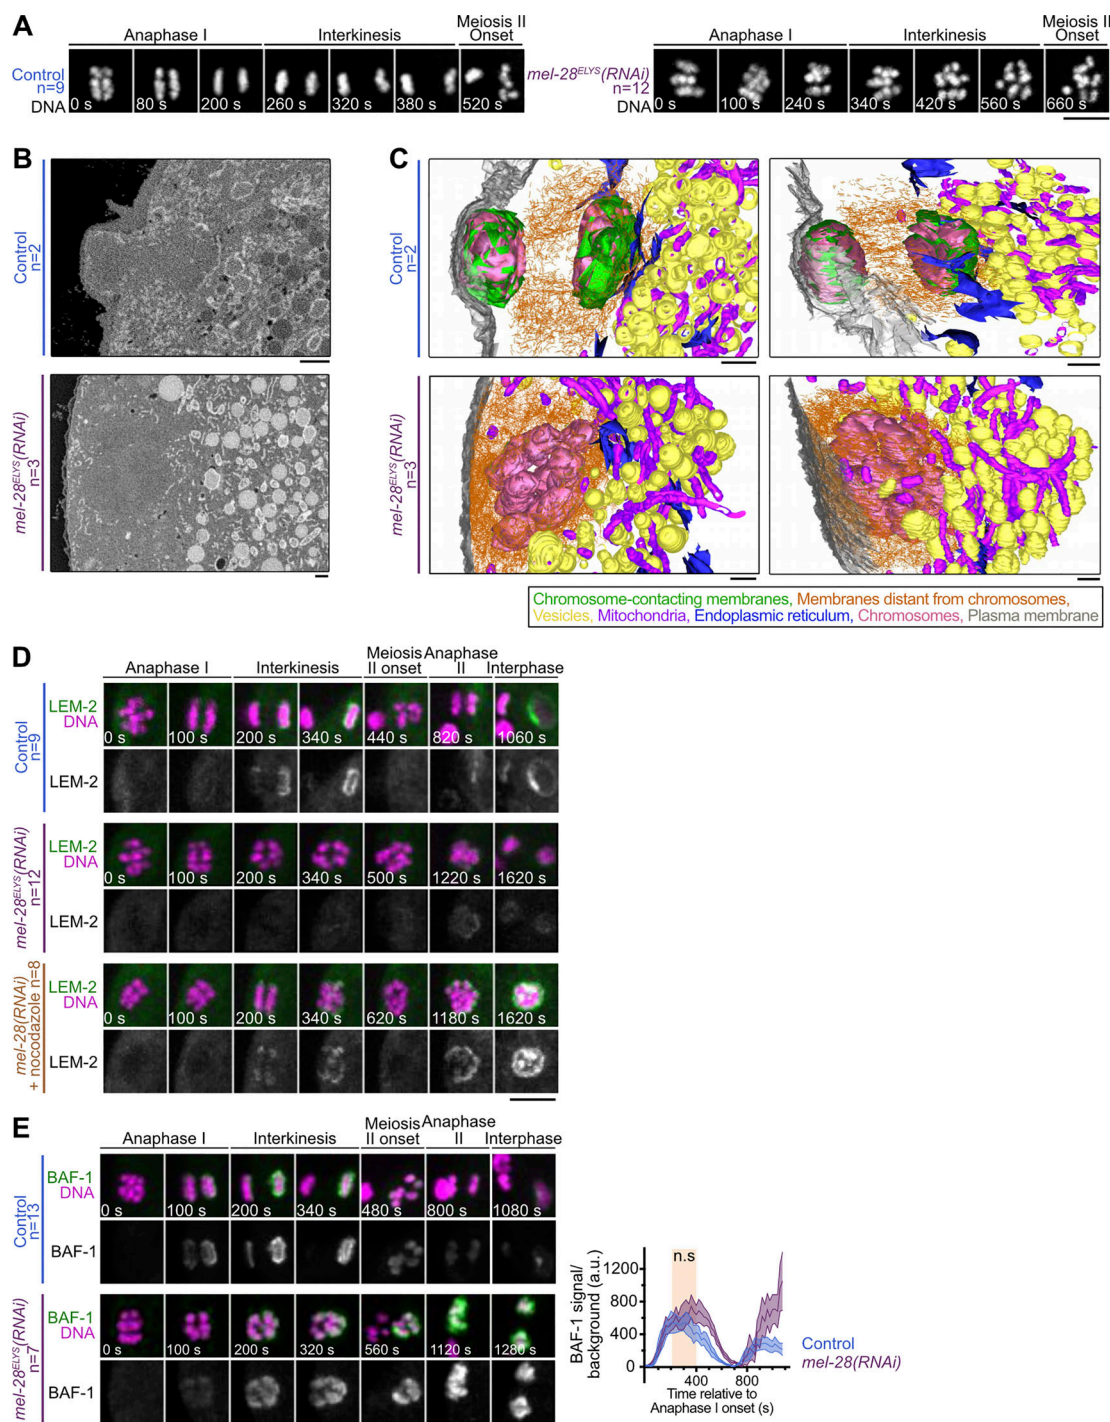 A
Anaphase I Interkinesis Meiosis II Onset
Control n=9 DNA
0 s 80 s 200 s 260 s 320 s 380 s 520 s
Anaphase I Interkinesis Meiosis II Onset
mel-28ELYS(RNAi) n=12 DNA
0 s 100 s 240 s 340 s 420 s 560 s 660 s
B
Control n=2
mel-28ELYS(RNAi) n=3
C
Control n=2
mel-28ELYS(RNAi) n=3
Chromosome-contacting membranes, Membranes distant from chromosomes,
Vesicles, Mitochondria, Endoplasmic reticulum, Chromosomes, Plasma membrane
D
Anaphase I Interkinesis Meiosis II onset Anaphase II Interphase
Control n=9
LEM-2 DNA
0 s 100 s 200 s 340 s 440 s 820 s 1060 s
LEM-2
mel-28ELYS(RNAi) n=12
LEM-2 DNA
0 s 100 s 200 s 340 s 500 s 1220 s 1620 s
LEM-2
mel-28(RNAi) + nocodazole n=8
LEM-2 DNA
0 s 100 s 200 s 340 s 620 s 1180 s 1620 s
LEM-2
E
Anaphase I Interkinesis Meiosis II onset Anaphase II Interphase
Control n=13
BAF-1 DNA
0 s 100 s 200 s 340 s 480 s 800 s 1080 s
BAF-1
mel-28ELYS(RNAi) n=7
BAF-1 DNA
0 s 100 s 200 s 320 s 560 s 1120 s 1280 s
BAF-1
BAF-1 signal/
background (a.u.)
1200
800
400
0
n.s
400 800
Time relative to
Anaphase I onset (s)
Control
mel-28(RNAi)